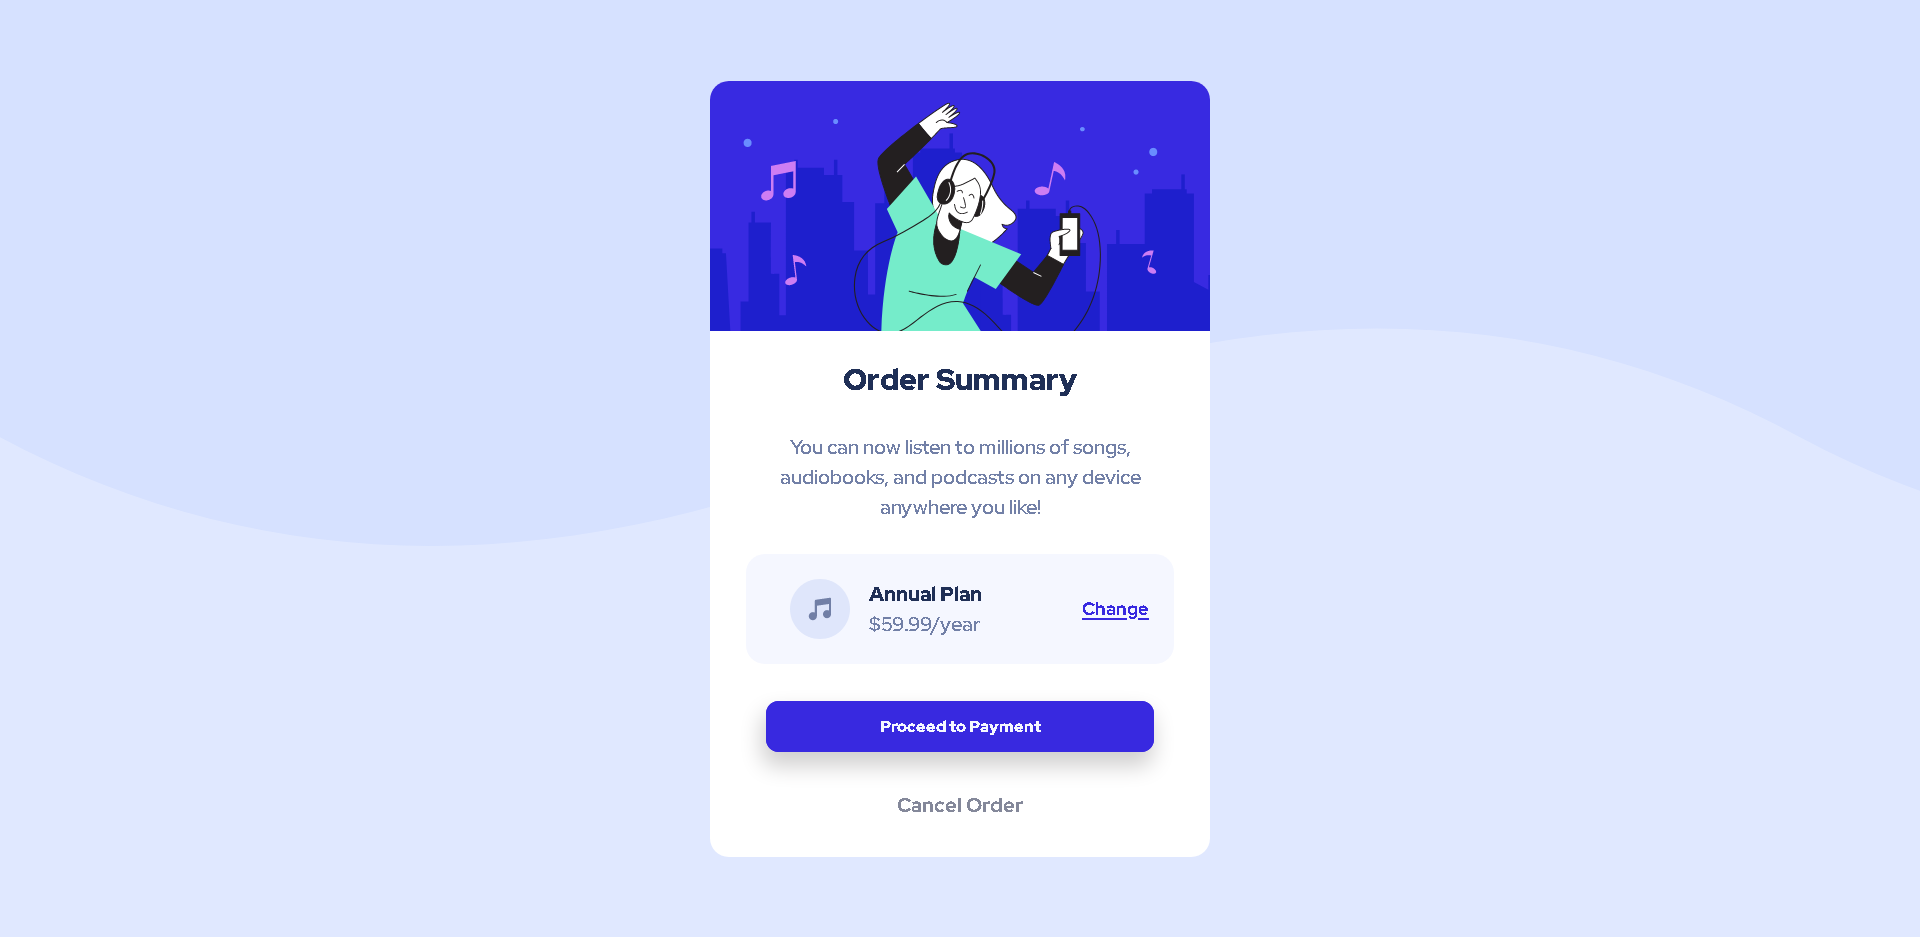 Order Summary
You can now listen to millions of songs,
audiobooks, and podcasts on any device
anywhere you like!
Annual Plan
$59.99/year
Change
Proceed to Payment
Cancel Order